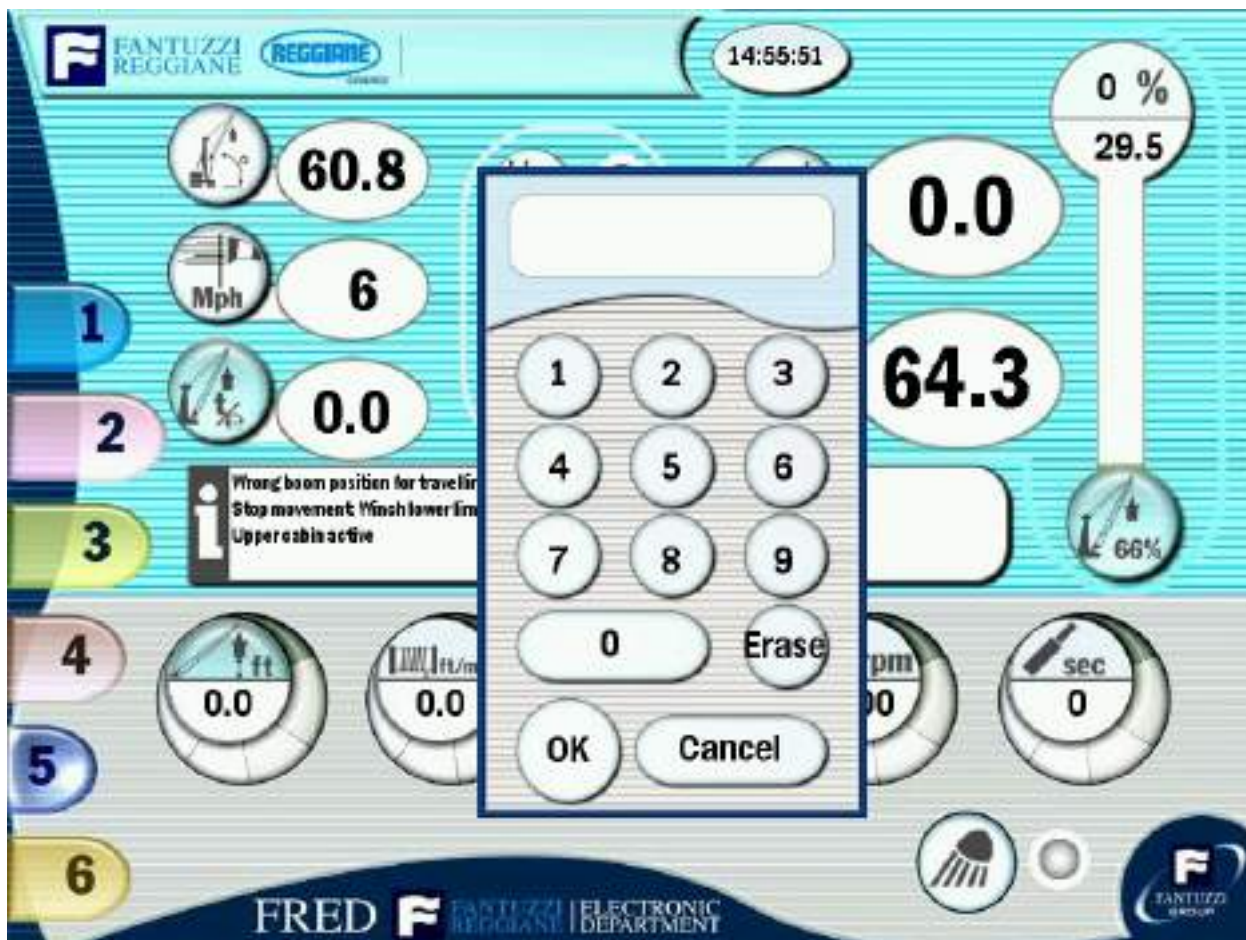 FANTUZZI
REGGIANE
REGGIANE
14:55:51
0 %
29.5
60.8
0.0
Mph
6
1
64.3
0.0
2
Wrong boom position for travellin
Stop movement: Winch lower lim
Upper cabin active
3
66%
1 2 3
4 5 6
7 8 9
0 Erase
OK Cancel
4
ft
0.0
ft/m
0.0
rpm
00
sec
0
5
6
FRED
FANTUZZI
REGGIANE
ELECTRONIC
DEPARTMENT
FANTUZZI
GROUP